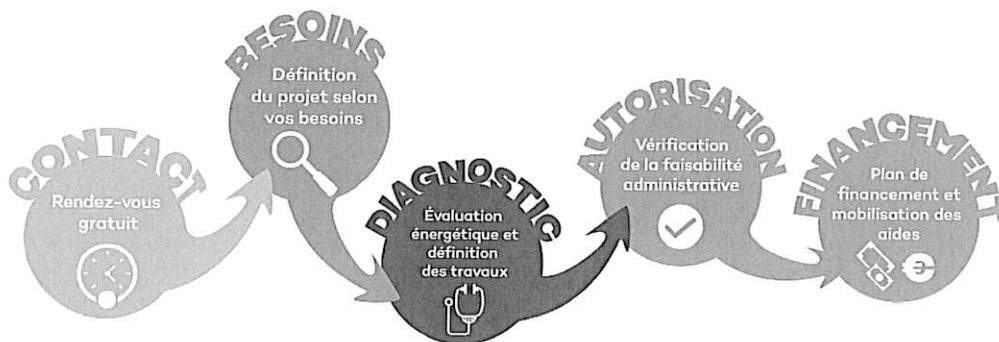 CONTACT
Rendez-vous
gratuit
BESOINS
Définition
du projet selon
vos besoins
DIAGNOSTIC
Évaluation
énergétique et
définition
des travaux
AUTORISATION
Vérification
de la faisabilité
administrative
FINANCEMENT
Plan de
financement et
mobilisation des
aides
€